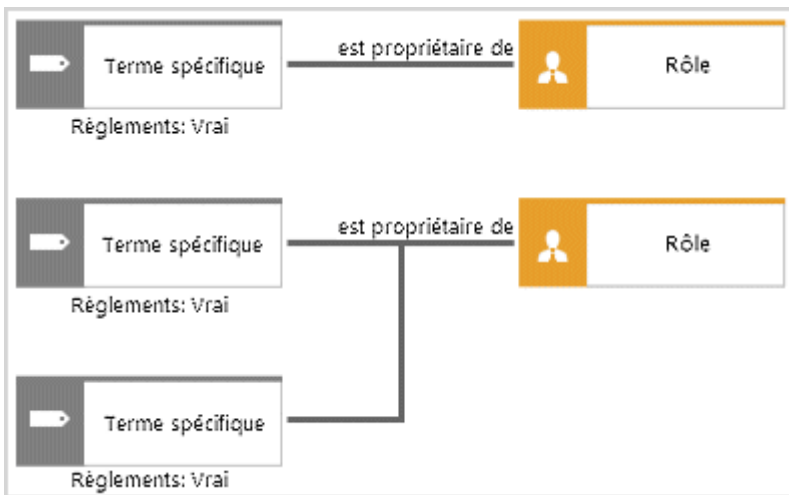 est propriétaire de
Terme spécifique
Rôle
Règlements: Vrai
est propriétaire de
Terme spécifique
Rôle
Règlements: Vrai
Terme spécifique
Règlements: Vrai